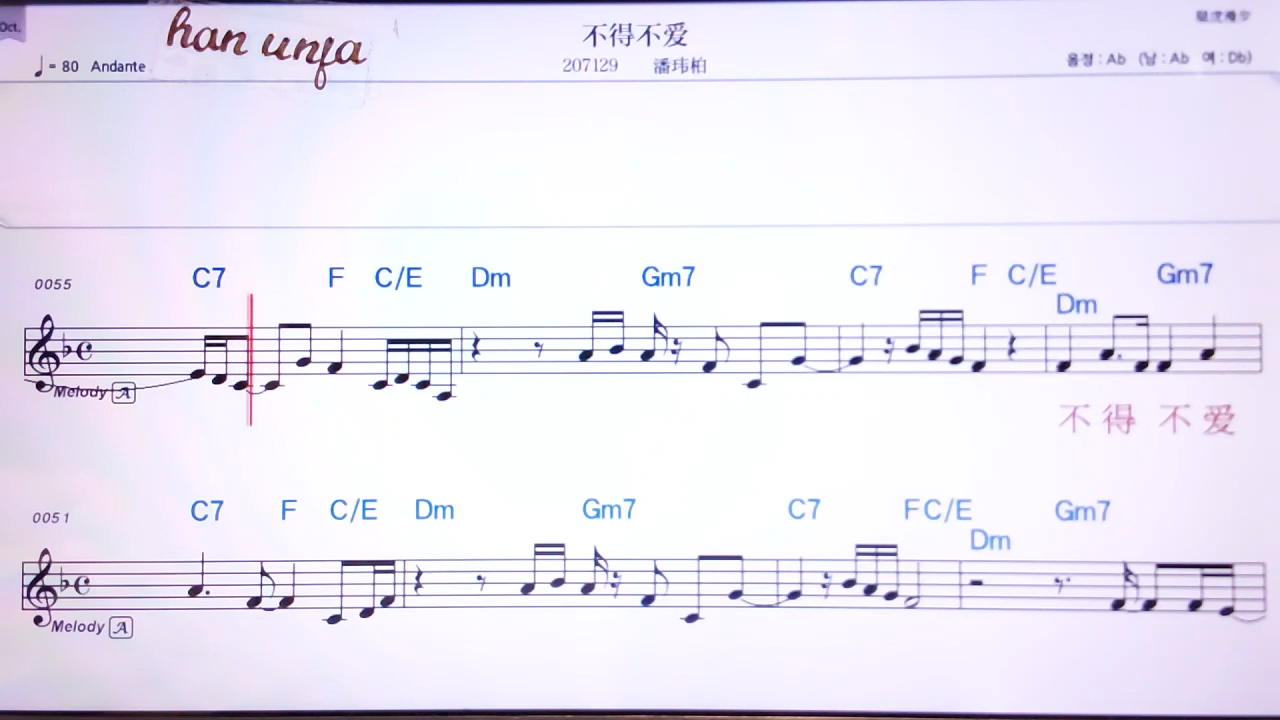 Oct.
han unfa
不得不爱
♩= 80 Andante
207129 潘玮柏
음정 : Ab (남 : Ab 여 : Db)
0055 C7 F C/E Dm Gm7 C7 F C/E Dm Gm7
Melody A
不 得 不 爱
0051 C7 F C/E Dm Gm7 C7 F C/E Dm Gm7
Melody A